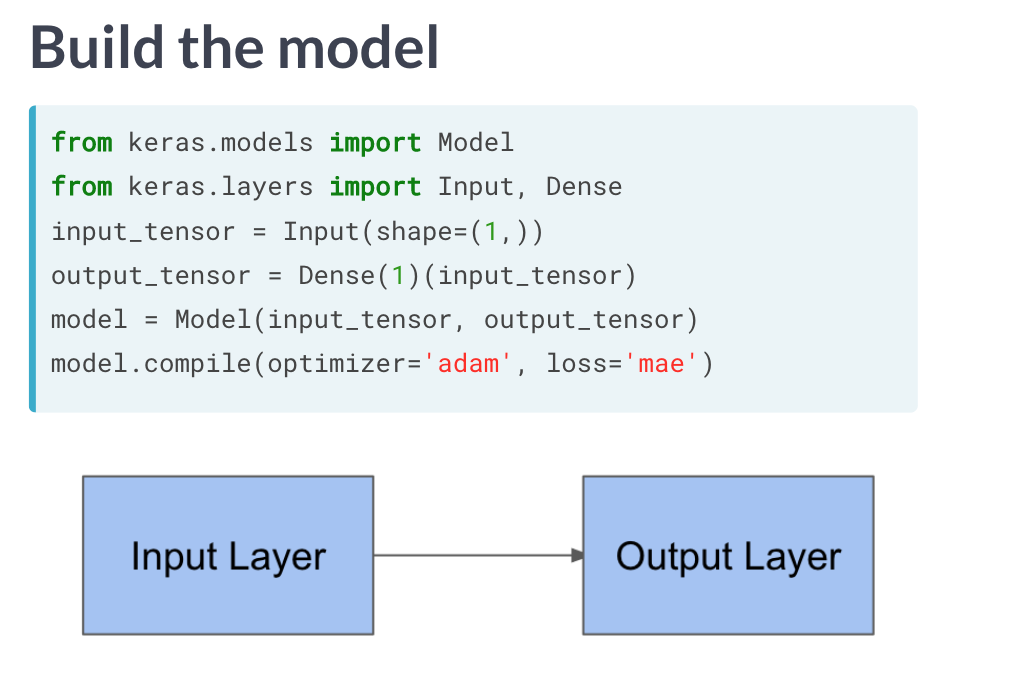 Build the model
from keras.models import Model
from keras.layers import Input, Dense
input_tensor = Input(shape=(1,))
output_tensor = Dense(1)(input_tensor)
model = Model(input_tensor, output_tensor)
model.compile(optimizer='adam', loss='mae')
Input Layer
Output Layer